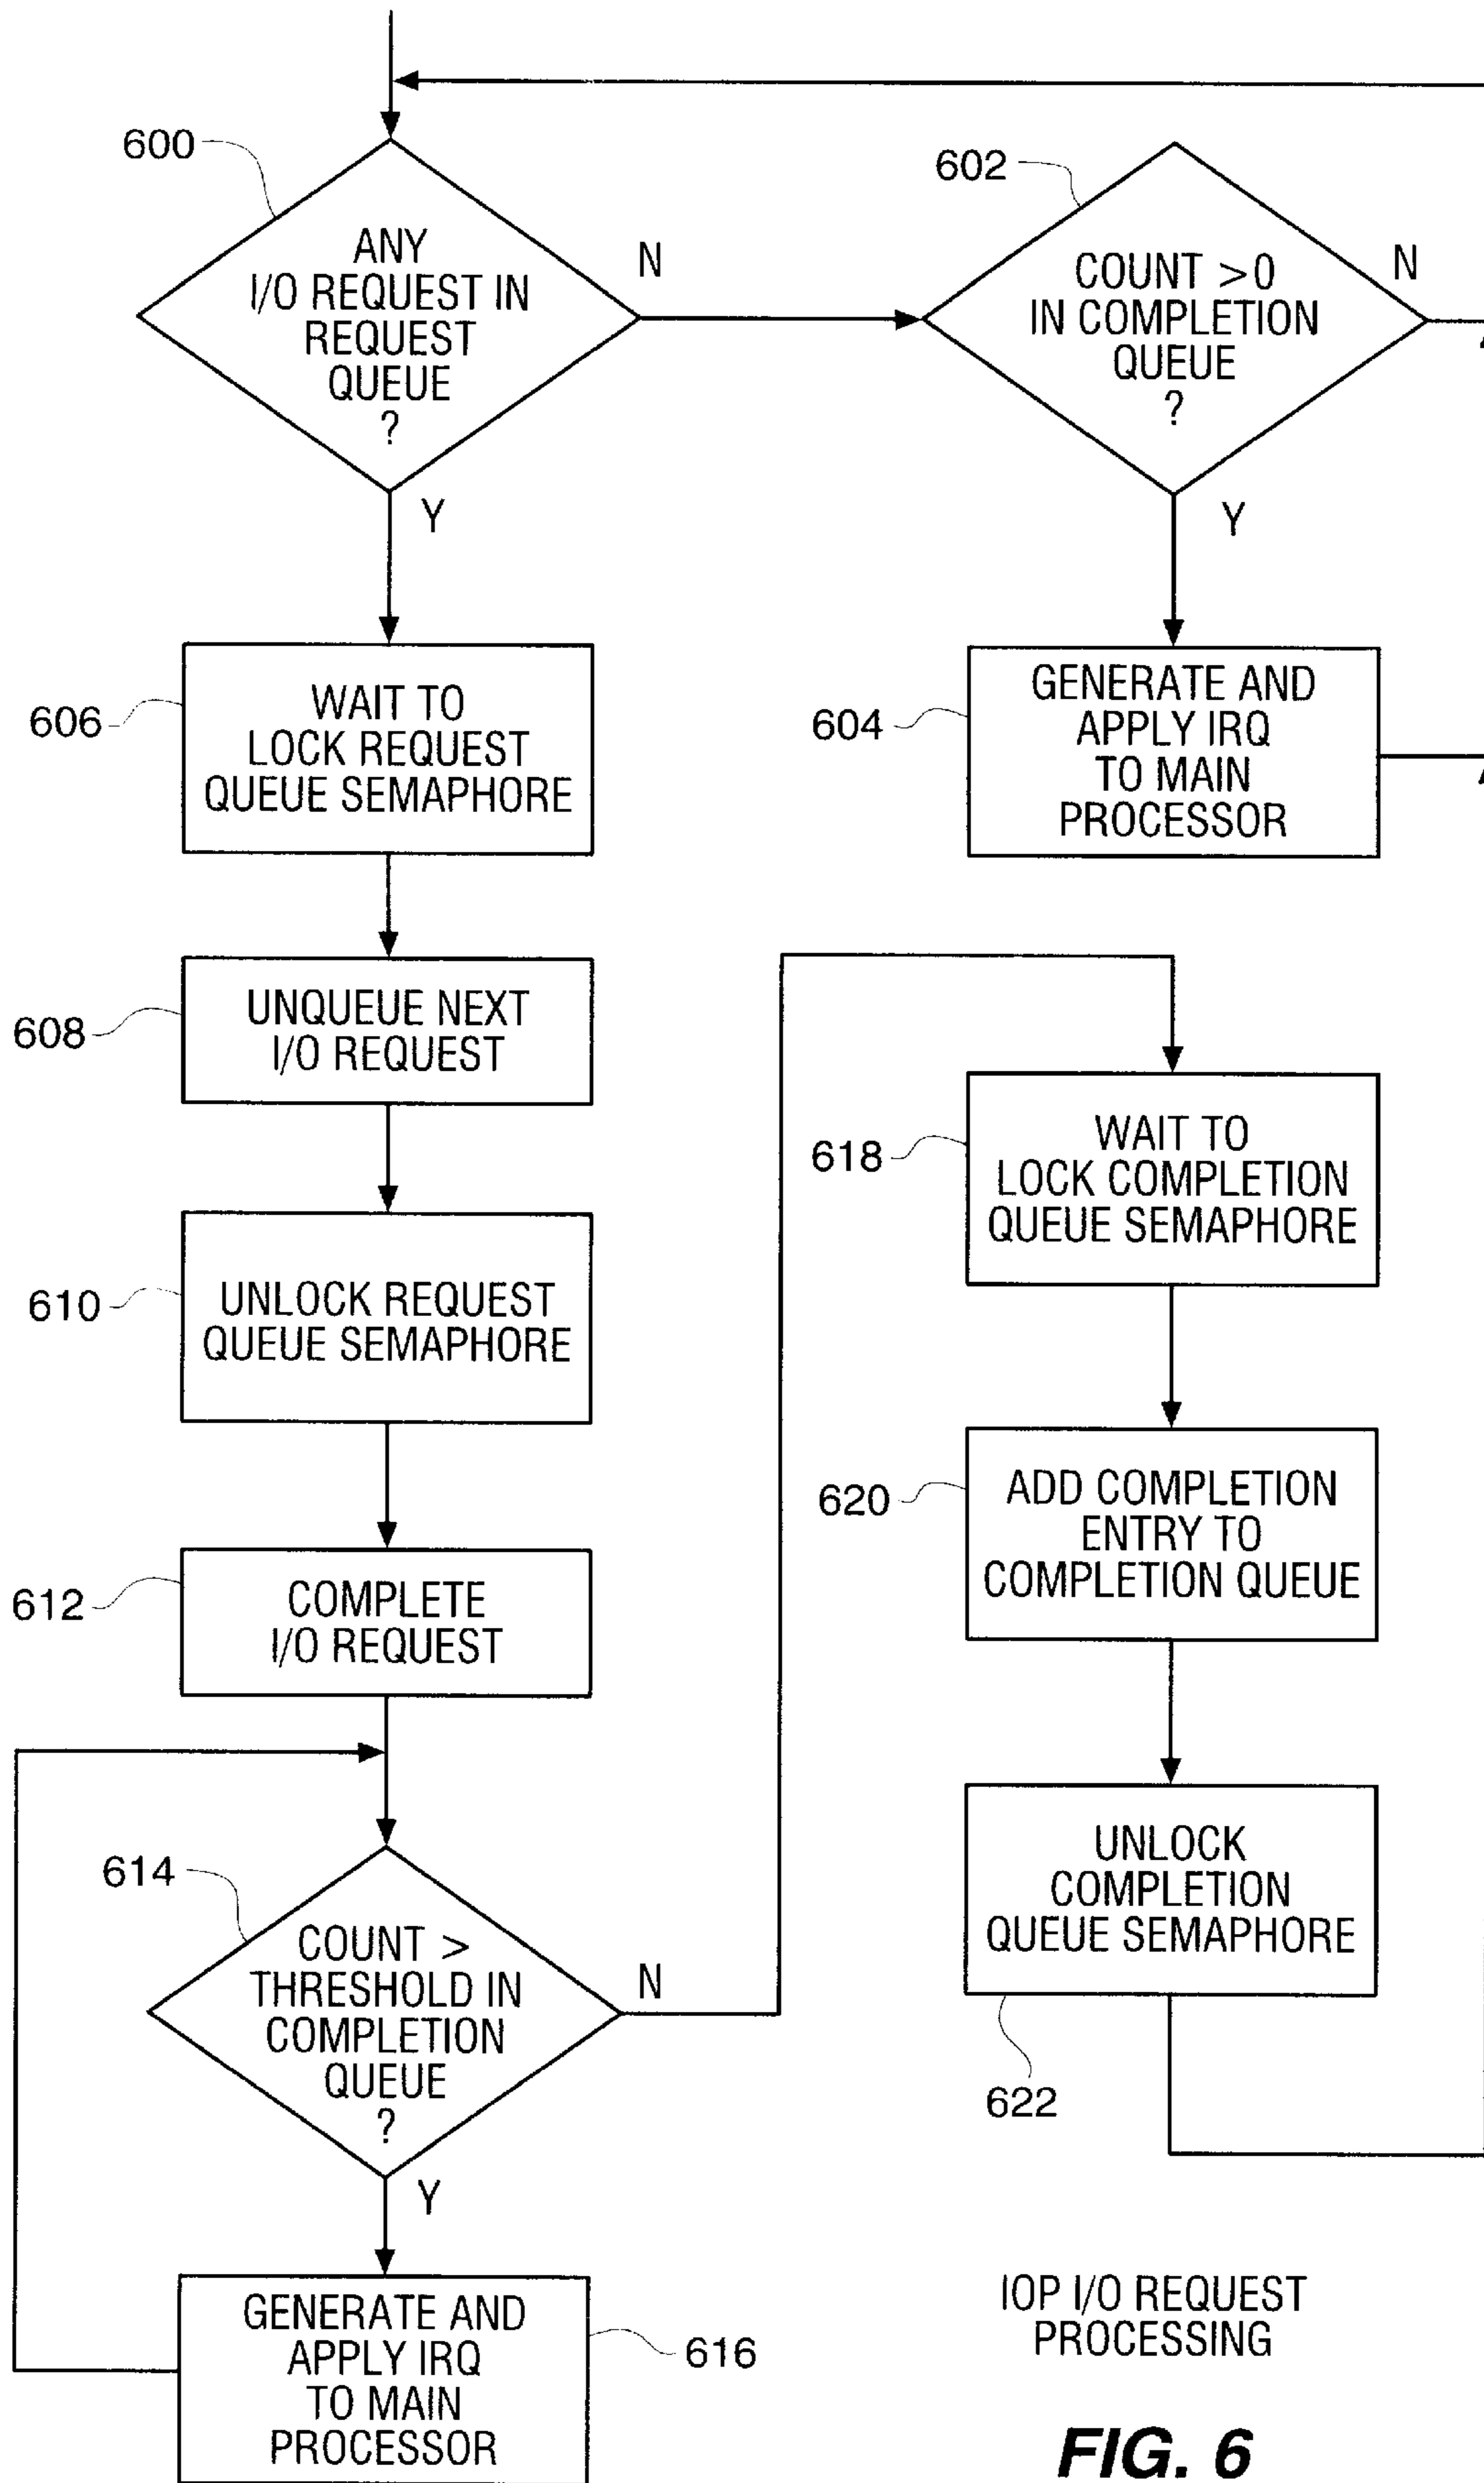 600
ANY
I/O REQUEST IN
REQUEST
QUEUE
?
N
Y
602
COUNT >0
IN COMPLETION
QUEUE
?
N
Y
604
GENERATE AND
APPLY IRQ
TO MAIN
PROCESSOR
606
WAIT TO
LOCK REQUEST
QUEUE SEMAPHORE
608
UNQUEUE NEXT
I/O REQUEST
610
UNLOCK REQUEST
QUEUE SEMAPHORE
612
COMPLETE
I/O REQUEST
614
COUNT >
THRESHOLD IN
COMPLETION
QUEUE
?
N
Y
GENERATE AND
APPLY IRQ
TO MAIN
PROCESSOR
616
618
WAIT TO
LOCK COMPLETION
QUEUE SEMAPHORE
620
ADD COMPLETION
ENTRY TO
COMPLETION QUEUE
UNLOCK
COMPLETION
QUEUE SEMAPHORE
622
IOP I/O REQUEST
PROCESSING
FIG. 6